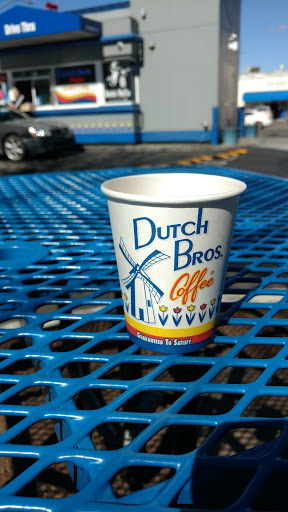 Drive Thru
DUTCH
BROS.
Coffee
GUARANTEED TO SATISFY